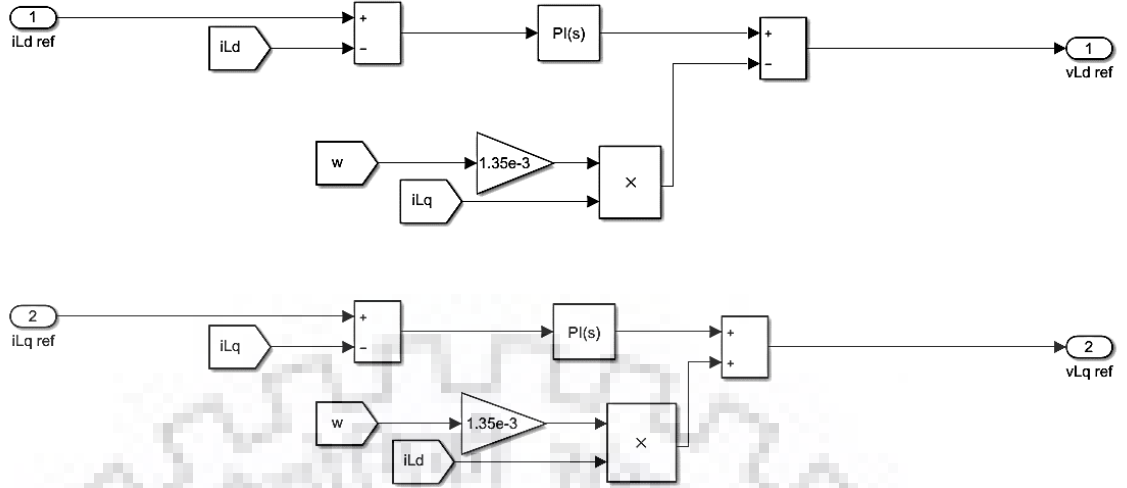 1
iLd ref
iLd
+
−
PI(s)
+
−
1
vLd ref
w
1.35e-3
iLq
×
2
iLq ref
iLq
+
−
PI(s)
+
+
2
vLq ref
w
1.35e-3
iLd
×